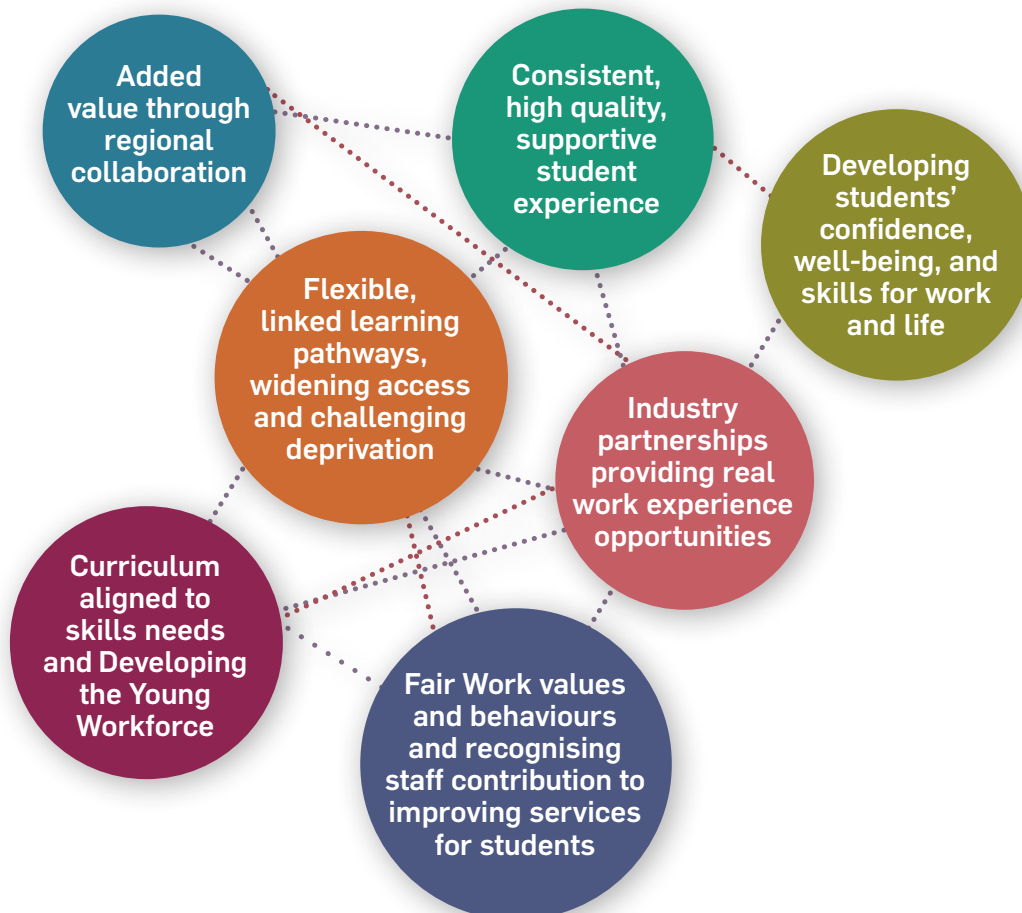 Added
value through
regional
collaboration
Consistent,
high quality,
supportive
student
experience
Developing
students’
confidence,
well-being, and
skills for work
and life
Flexible,
linked learning
pathways,
widening access
and challenging
deprivation
Industry
partnerships
providing real
work experience
opportunities
Curriculum
aligned to
skills needs
and Developing
the Young
Workforce
Fair Work values
and behaviours
and recognising
staff contribution to
improving services
for students